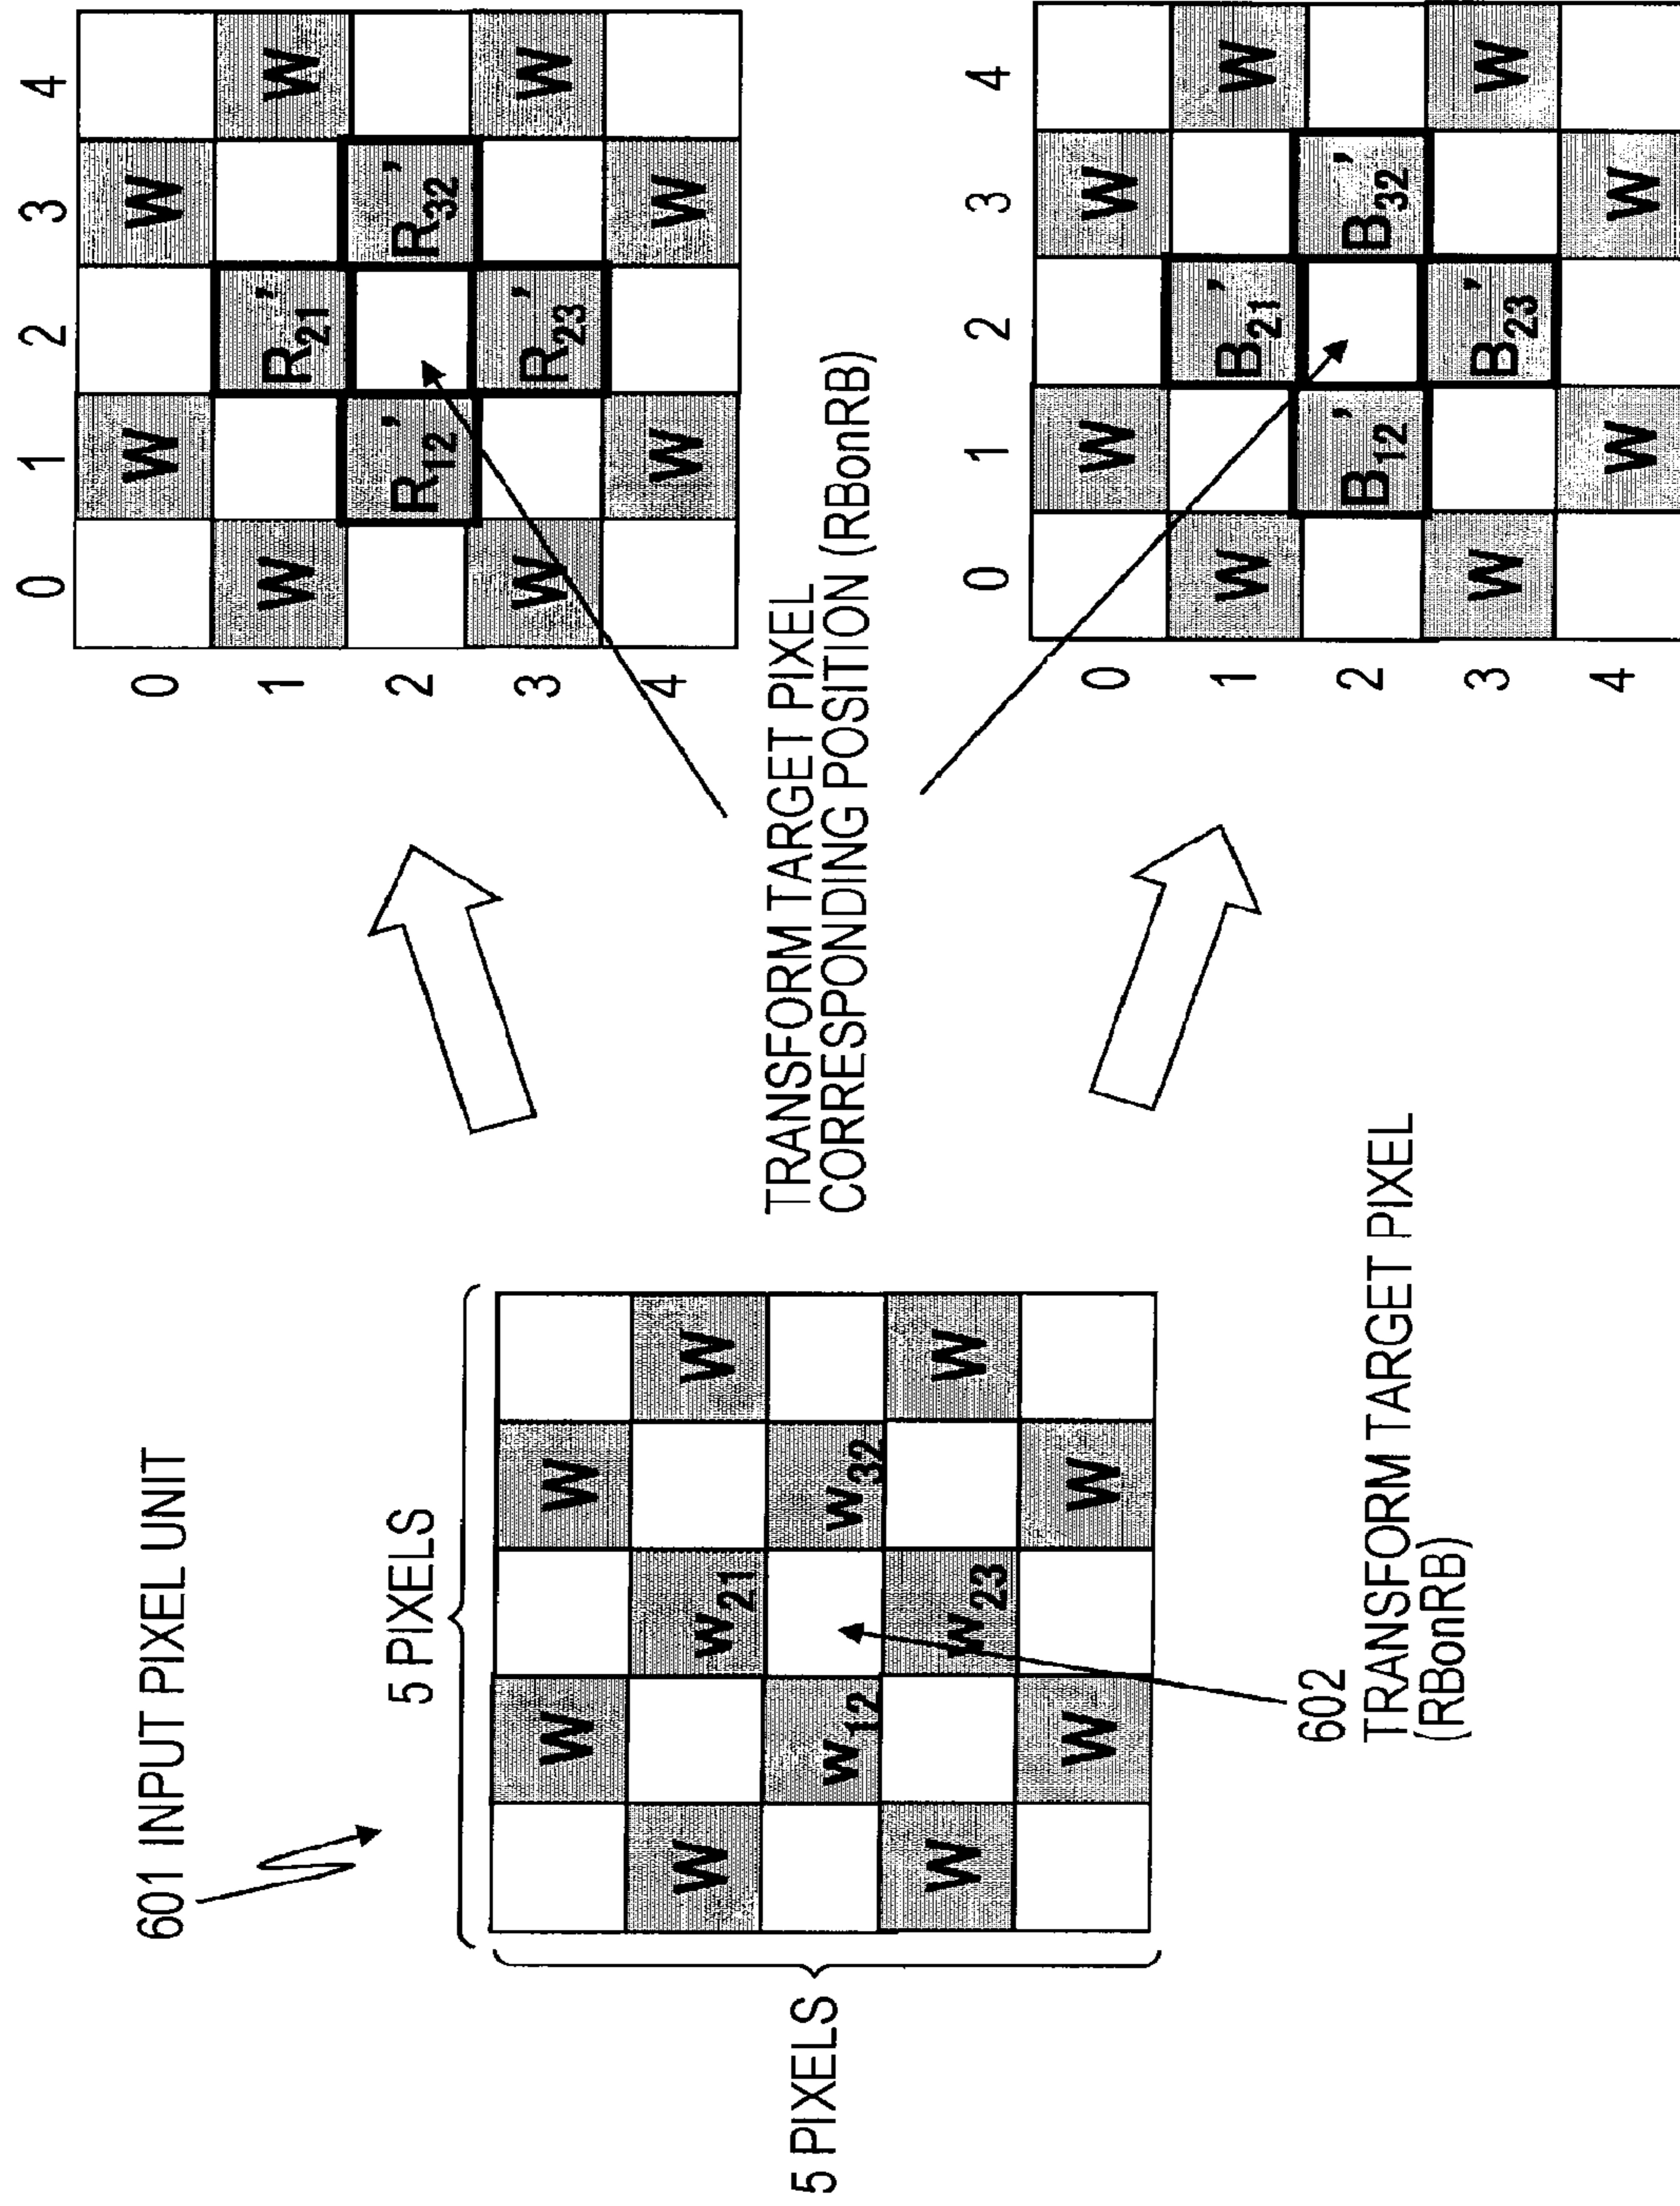 601 INPUT PIXEL UNIT
5 PIXELS
5 PIXELS
W W
W w21 W
w12 w32
W w23 W
W W
602
TRANSFORM TARGET PIXEL
(RBonRB)
TRANSFORM TARGET PIXEL
CORRESPONDING POSITION (RBonRB)
0 1 2 3 4
0 W W
1 W R21' W
2 R12' R32'
3 W R23' W
4 W W
0 1 2 3 4
0 W W
1 W B21' W
2 B12' B32'
3 W B23' W
4 W W